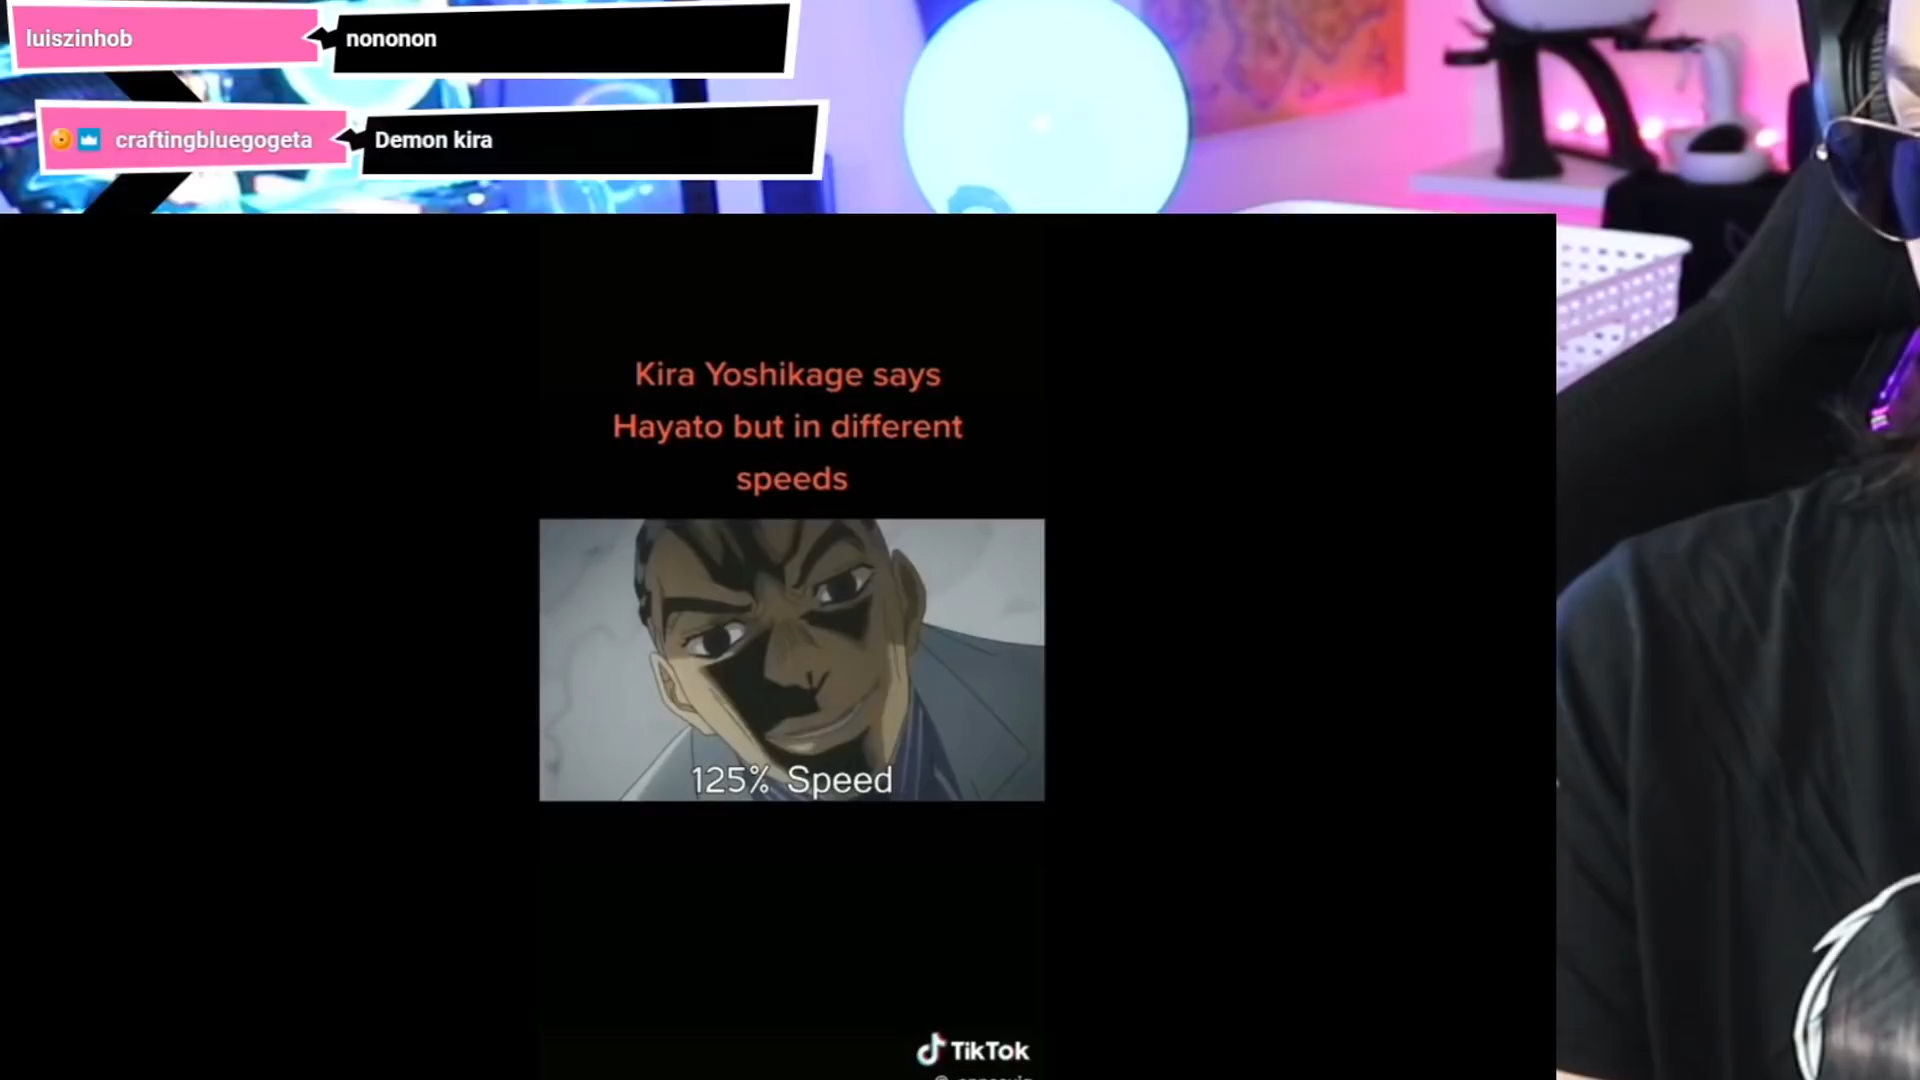 luiszinhob
nononon
craftingbluegogeta
Demon kira
Kira Yoshikage says
Hayato but in different
speeds
125% Speed
TikTok